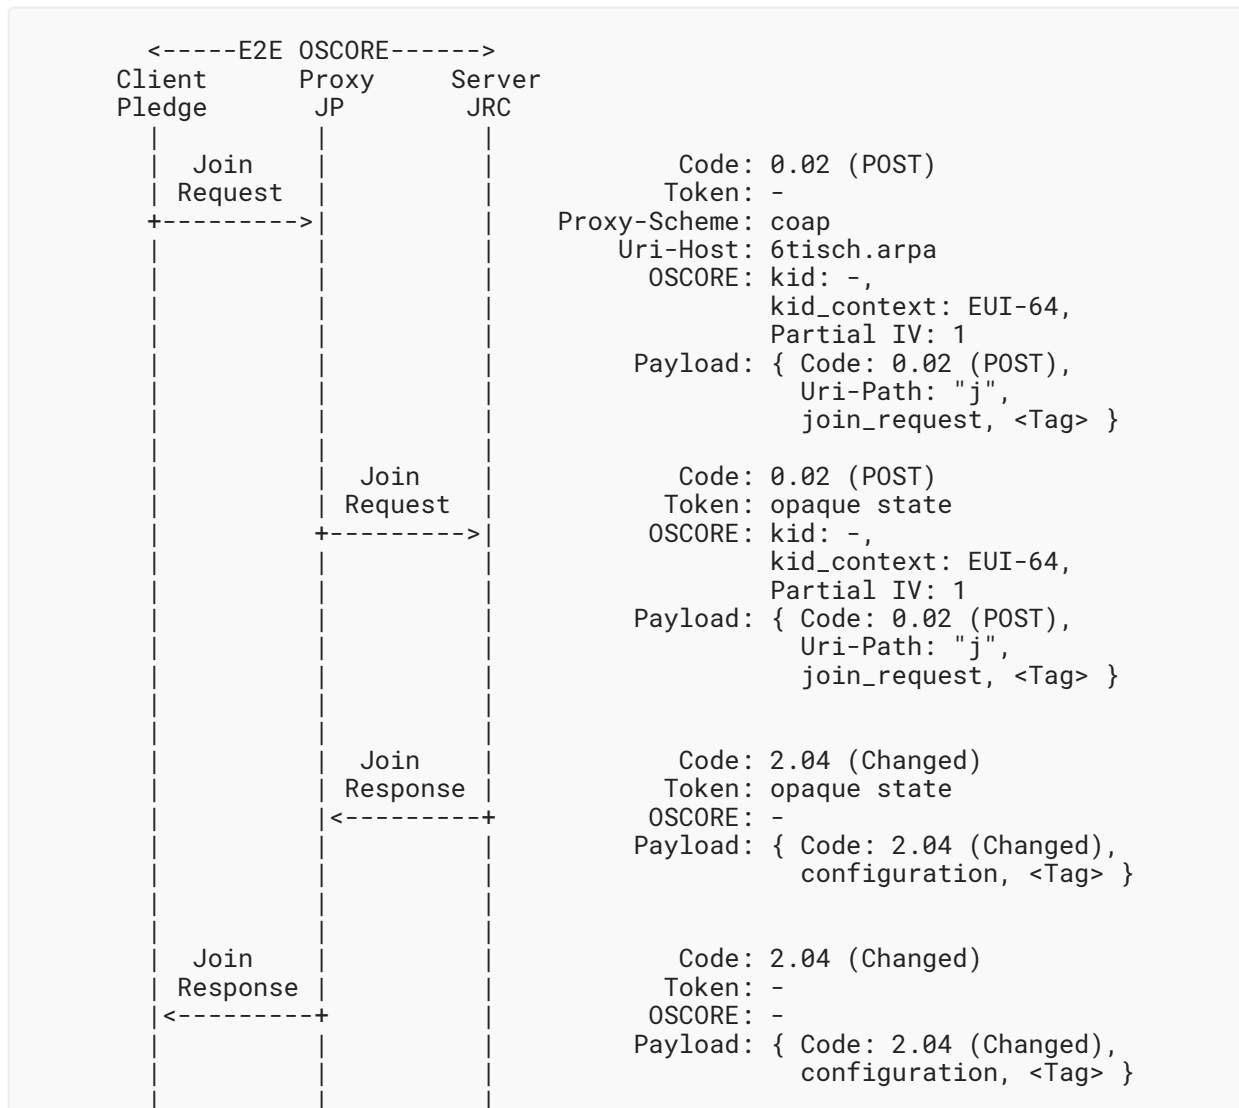 <-----E2E OSCORE------>
Client Proxy Server
Pledge JP JRC
| | |
| Join | | Code: 0.02 (POST)
| Request | | Token: -
+--------->| | Proxy-Scheme: coap
| | | Uri-Host: 6tisch.arpa
| | | OSCORE: kid: -,
| | | kid_context: EUI-64,
| | | Partial IV: 1
| | | Payload: { Code: 0.02 (POST),
| | | Uri-Path: "j",
| | | join_request, <Tag> }
| | |
| | Join | Code: 0.02 (POST)
| | Request | Token: opaque state
| +--------->| OSCORE: kid: -,
| | | kid_context: EUI-64,
| | | Partial IV: 1
| | | Payload: { Code: 0.02 (POST),
| | | Uri-Path: "j",
| | | join_request, <Tag> }
| | |
| | |
| | Join | Code: 2.04 (Changed)
| | Response | Token: opaque state
| |<---------+ OSCORE: -
| | | Payload: { Code: 2.04 (Changed),
| | | configuration, <Tag> }
| | |
| | |
| Join | | Code: 2.04 (Changed)
| Response | | Token: -
|<---------+ | OSCORE: -
| | | Payload: { Code: 2.04 (Changed),
| | | configuration, <Tag> }
| | |